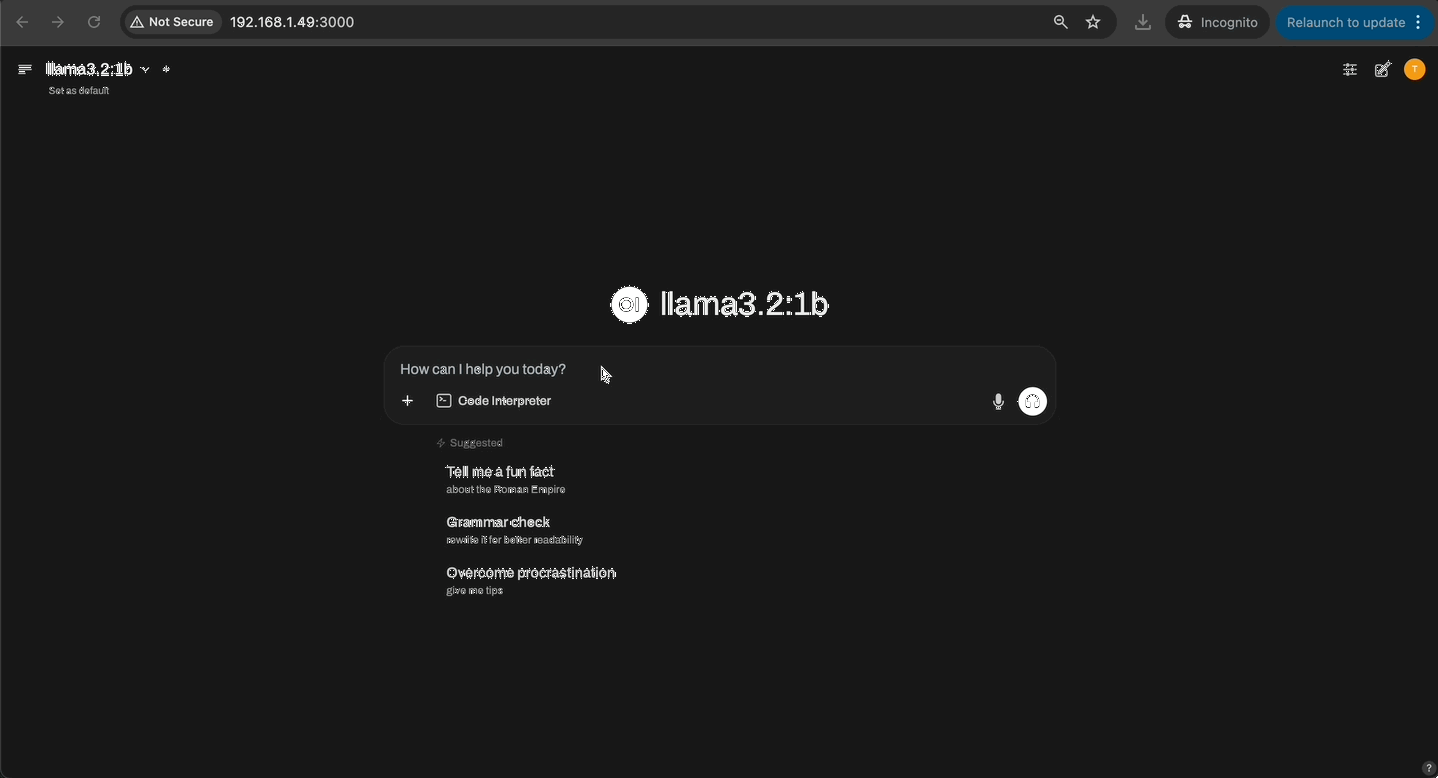 Not Secure 192.168.1.49:3000 Incognito Relaunch to update
llama3.2:1b
Set as default
T
OI llama3.2:1b
How can I help you today?
Code Interpreter
Suggested
Tell me a fun fact
about the Roman Empire
Grammar check
rewrite it for better readability
Overcome procrastination
give me tips
?